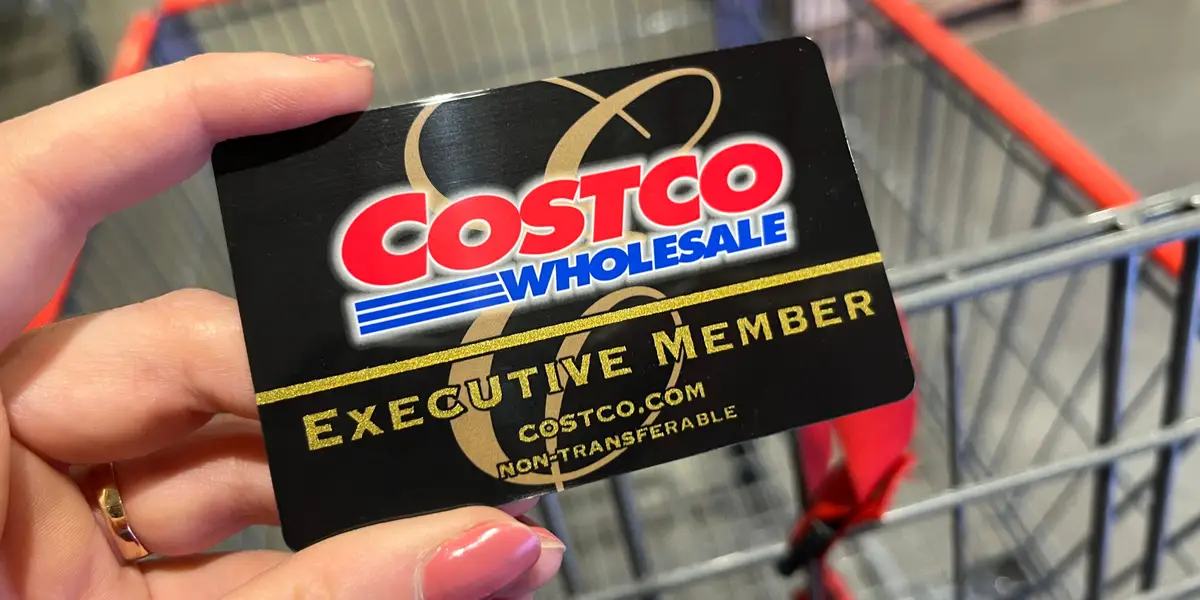 COSTCO
WHOLESALE
EXECUTIVE MEMBER
COSTCO.COM
NON-TRANSFERABLE